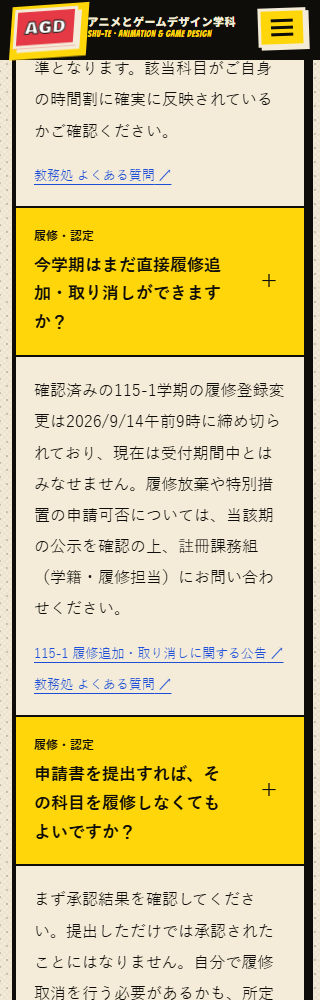 AGD
アニメとゲームデザイン学科
SHU-TE・ANIMATION & GAME DESIGN
準となります。該当科目がご自身
の時間割に確実に反映されている
かご確認ください。
教務処 よくある質問 ↗
履修・認定
今学期はまだ直接履修追
加・取り消しができます
か？
+
確認済みの115-1学期の履修登録変
更は2026/9/14午前9時に締め切ら
れており、現在は受付期間中とは
みなせません。履修放棄や特別措
置の申請可否については、当該期
の公示を確認の上、註冊課務組
（学籍・履修担当）にお問い合わ
せください。
115-1 履修追加・取り消しに関する公告 ↗
教務処 よくある質問 ↗
履修・認定
申請書を提出すれば、そ
の科目を履修しなくても
よいですか？
+
まず承認結果を確認してくださ
い。提出しただけでは承認された
ことにはなりません。自分で履修
取消を行う必要があるかも、所定